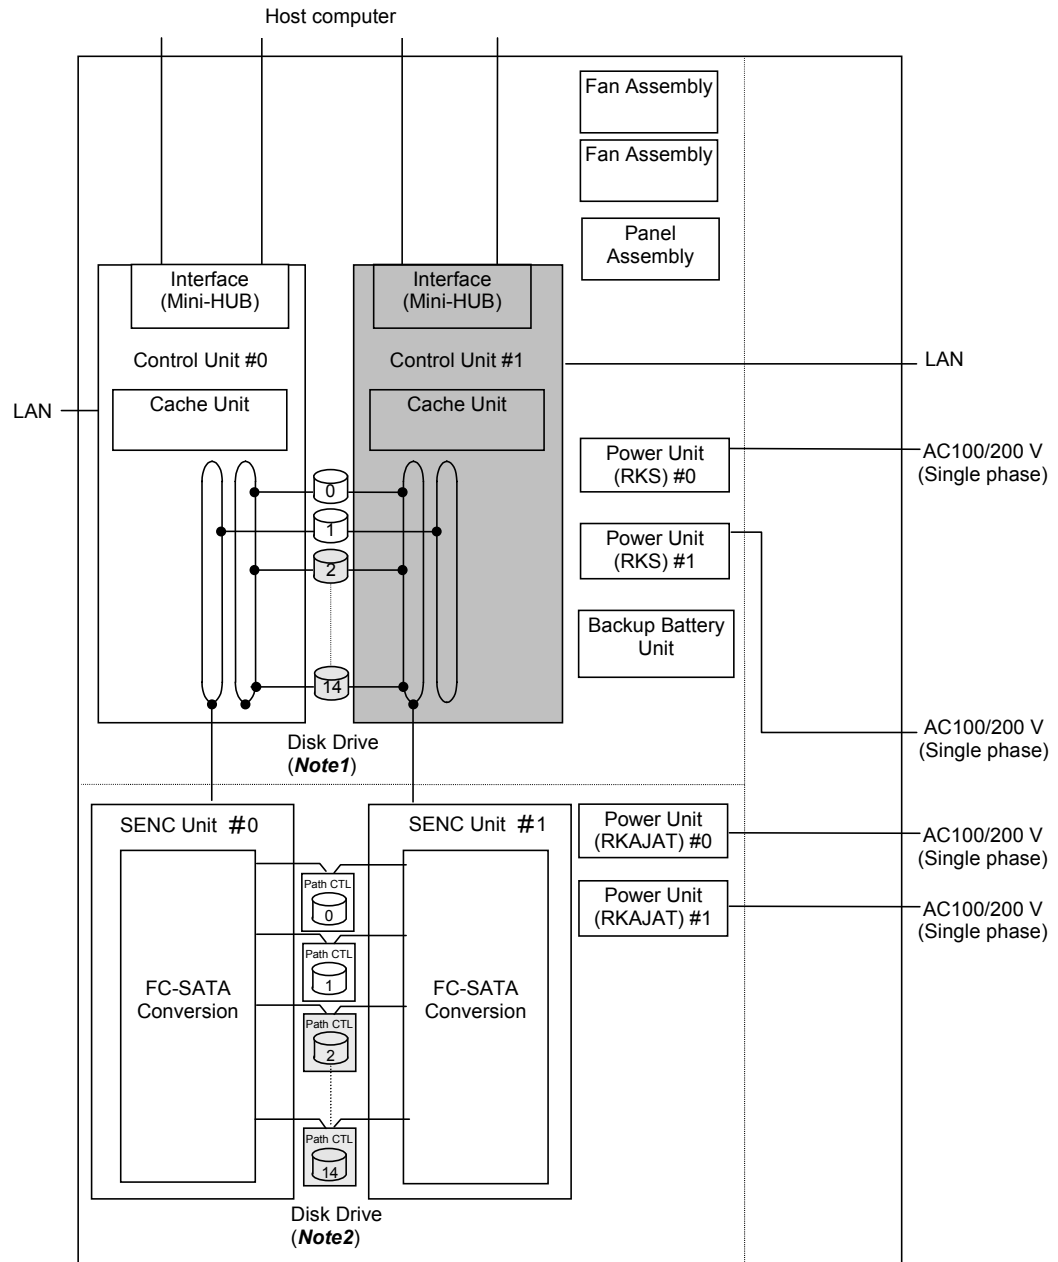 Host computer
Fan Assembly
Fan Assembly
Panel
Assembly
Interface
(Mini-HUB)
Interface
(Mini-HUB)
Control Unit #0
Control Unit #1
LAN
LAN
Cache Unit
Cache Unit
Power Unit
(RKS) #0
AC100/200 V
(Single phase)
0
1
2
14
Power Unit
(RKS) #1
Backup Battery
Unit
AC100/200 V
(Single phase)
Disk Drive
(Note1)
SENC Unit #0
SENC Unit #1
Power Unit
(RKAJAT) #0
AC100/200 V
(Single phase)
Power Unit
(RKAJAT) #1
AC100/200 V
(Single phase)
Path CTL
0
Path CTL
1
Path CTL
2
Path CTL
14
FC-SATA
Conversion
FC-SATA
Conversion
Disk Drive
(Note2)